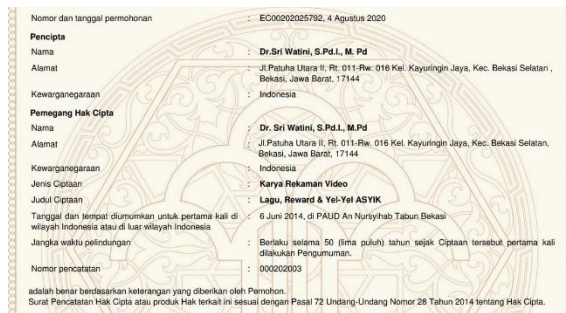 Nomor dan tanggal permohonan : EC00202025792, 4 Agustus 2020
Pencipta
Nama : Dr.Sri Watini, S.Pd.I., M. Pd
Alamat : Jl.Patuha Utara II, Rt. 011-Rw. 016 Kel. Kayuringin Jaya, Kec. Bekasi Selatan ,
Bekasi, Jawa Barat, 17144
Kewarganegaraan : Indonesia
Pemegang Hak Cipta
Nama : Dr. Sri Watini, S.Pd.I., M.Pd
Alamat : Jl.Patuha Utara II, Rt. 011-Rw. 016 Kel. Kayuringin Jaya, Kec. Bekasi Selatan,
Bekasi, Jawa Barat, 17144
Kewarganegaraan : Indonesia
Jenis Ciptaan : Karya Rekaman Video
Judul Ciptaan : Lagu, Reward & Yel-Yel ASYIK
Tanggal dan tempat diumumkan untuk pertama kali di : 6 Juni 2014, di PAUD An Nursyihab Tabun Bekasi
wilayah Indonesia atau di luar wilayah Indonesia
Jangka waktu pelindungan : Berlaku selama 50 (lima puluh) tahun sejak Ciptaan tersebut pertama kali
dilakukan Pengumuman.
Nomor pencatatan : 000202003
adalah benar berdasarkan keterangan yang diberikan oleh Pemohon.
Surat Pencatatan Hak Cipta atau produk Hak terkait ini sesuai dengan Pasal 72 Undang-Undang Nomor 28 Tahun 2014 tentang Hak Cipta.